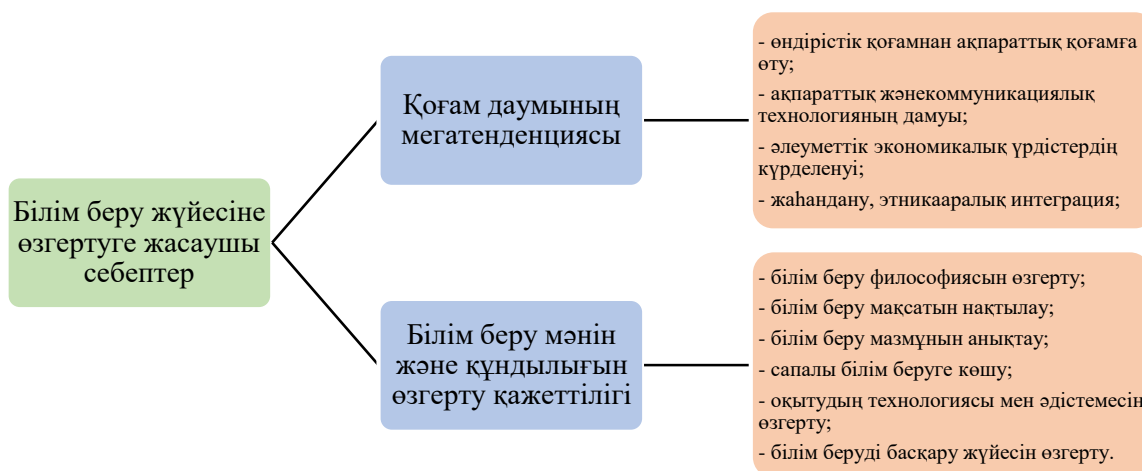 Білім беру жүйесіне
өзгертуге жасаушы
себептер
Қоғам даумының
мегатенденциясы
- өндірістік қоғамнан ақпараттық қоғамға
өту;
- ақпараттық жәнекоммуникациялық
технологияның дамуы;
- әлеуметтік экономикалық үрдістердің
күрделенуі;
- жаһандану, этникааралық интеграция;
Білім беру мәнін
және құндылығын
өзгерту қажеттілігі
- білім беру философиясын өзгерту;
- білім беру мақсатын нақтылау;
- білім беру мазмұнын анықтау;
- сапалы білім беруге көшу;
- оқытудың технологиясы мен әдістемесін
өзгерту;
- білім беруді басқару жүйесін өзгерту.